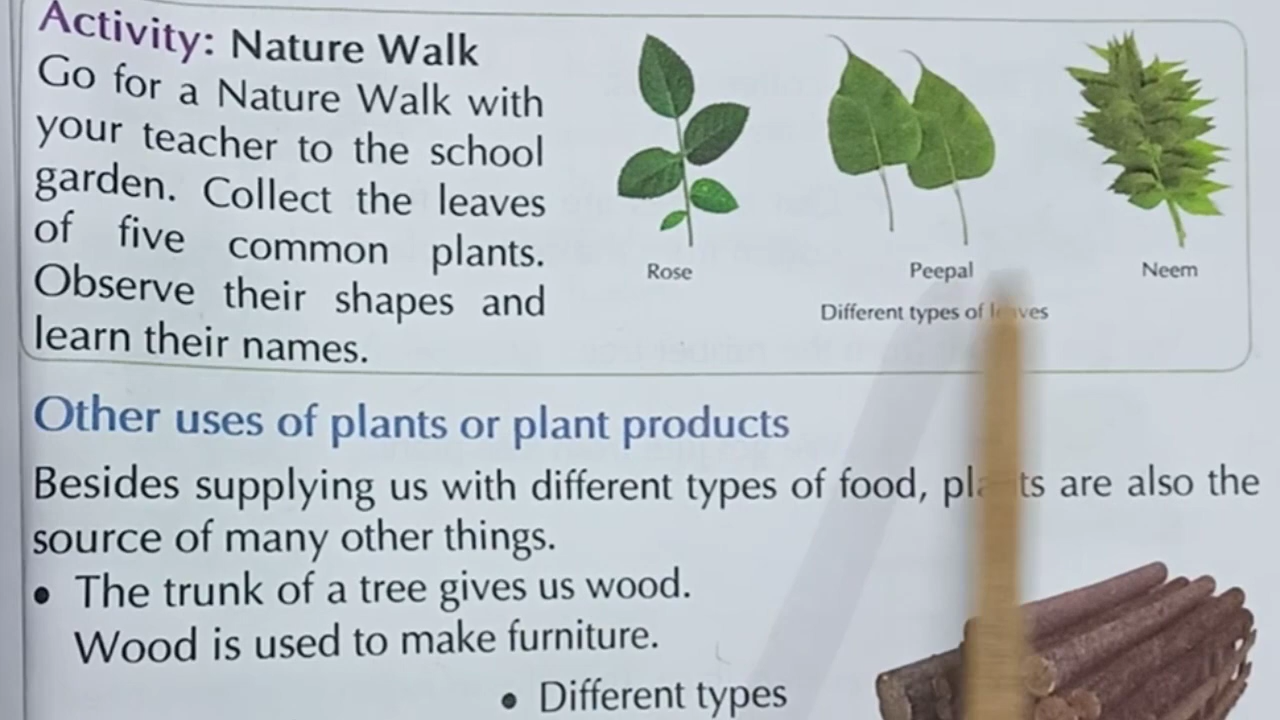 Activity: Nature Walk
Go for a Nature Walk with
your teacher to the school
garden. Collect the leaves
of five common plants.
Observe their shapes and
learn their names.
Rose
Peepal
Neem
Different types of leaves
Other uses of plants or plant products
Besides supplying us with different types of food, plants are also the
source of many other things.
• The trunk of a tree gives us wood.
Wood is used to make furniture.
• Different types